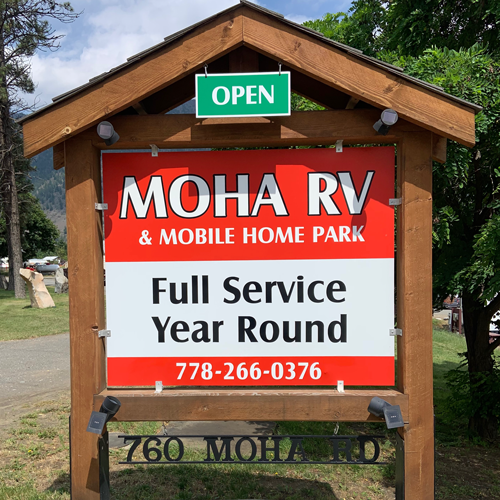 OPEN
MOHA RV
& MOBILE HOME PARK
Full Service
Year Round
778-266-0376
760 MOHA RD